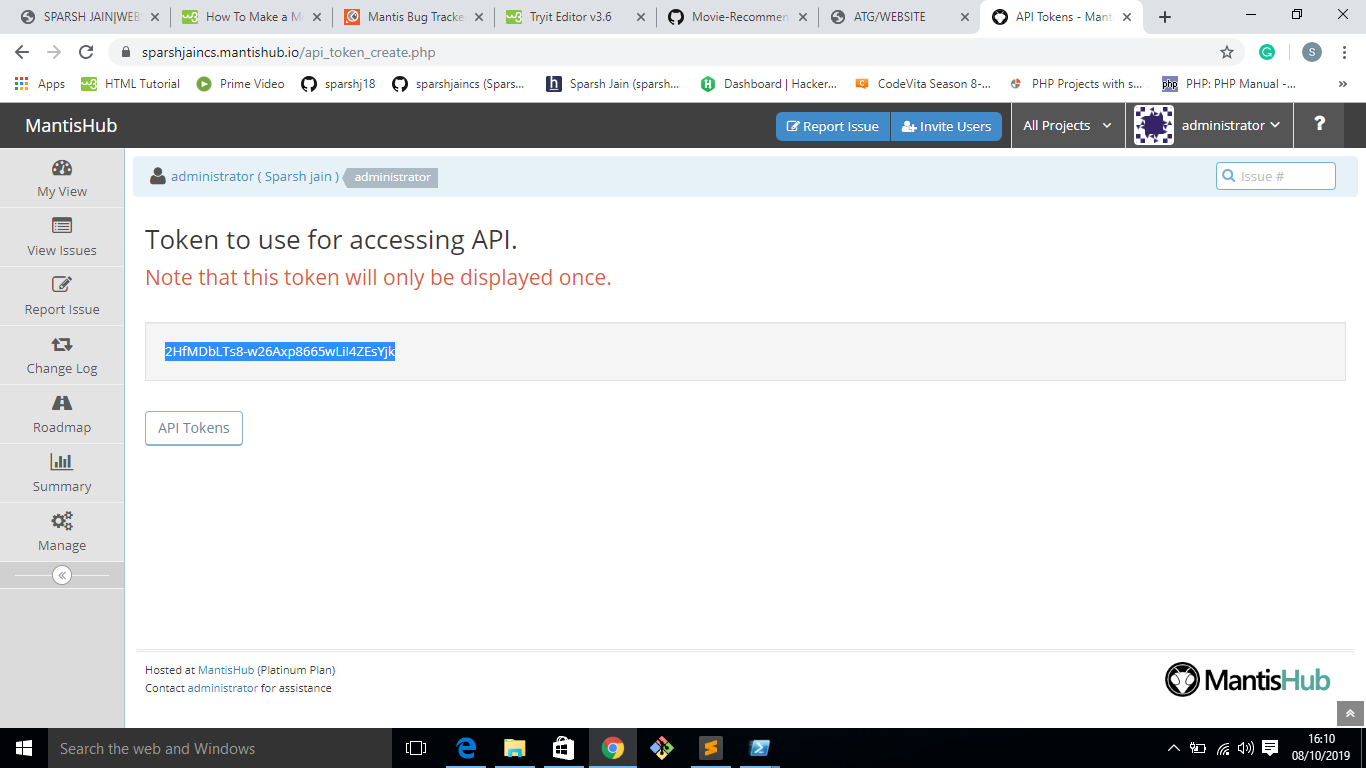 SPARSH JAIN|WEB
How To Make a M
Mantis Bug Tracke
Tryit Editor v3.6
Movie-Recommen
ATG/WEBSITE
API Tokens - Mant
sparshjaincs.mantishub.io/api_token_create.php
S
Apps
HTML Tutorial
Prime Video
sparshj18
sparshjaincs (Spars...
Sparsh Jain (sparsh...
Dashboard | Hacker...
CodeVita Season 8-...
PHP Projects with s...
PHP: PHP Manual -...
»
MantisHub
Report Issue
Invite Users
All Projects
administrator
?
administrator ( Sparsh jain )
administrator
Issue #
My View
View Issues
Report Issue
Change Log
Roadmap
Summary
Manage
Token to use for accessing API.
Note that this token will only be displayed once.
2HfMDbLTs8-w26Axp8665wLil4ZEsYjk
API Tokens
Hosted at MantisHub (Platinum Plan)
Contact administrator for assistance
MantisHub
Search the web and Windows
16:10
08/10/2019